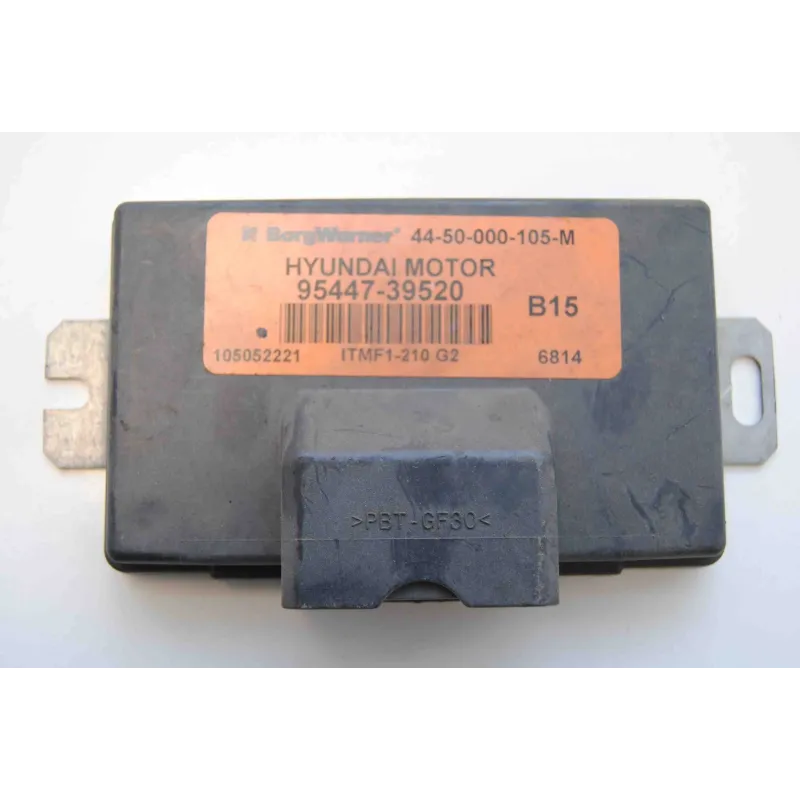 BorgWarner® 44-50-000-105-M
HYUNDAI MOTOR
95447-39520
B15
105052221 ITMF1-210 G2 6814
>PBT-GF30<